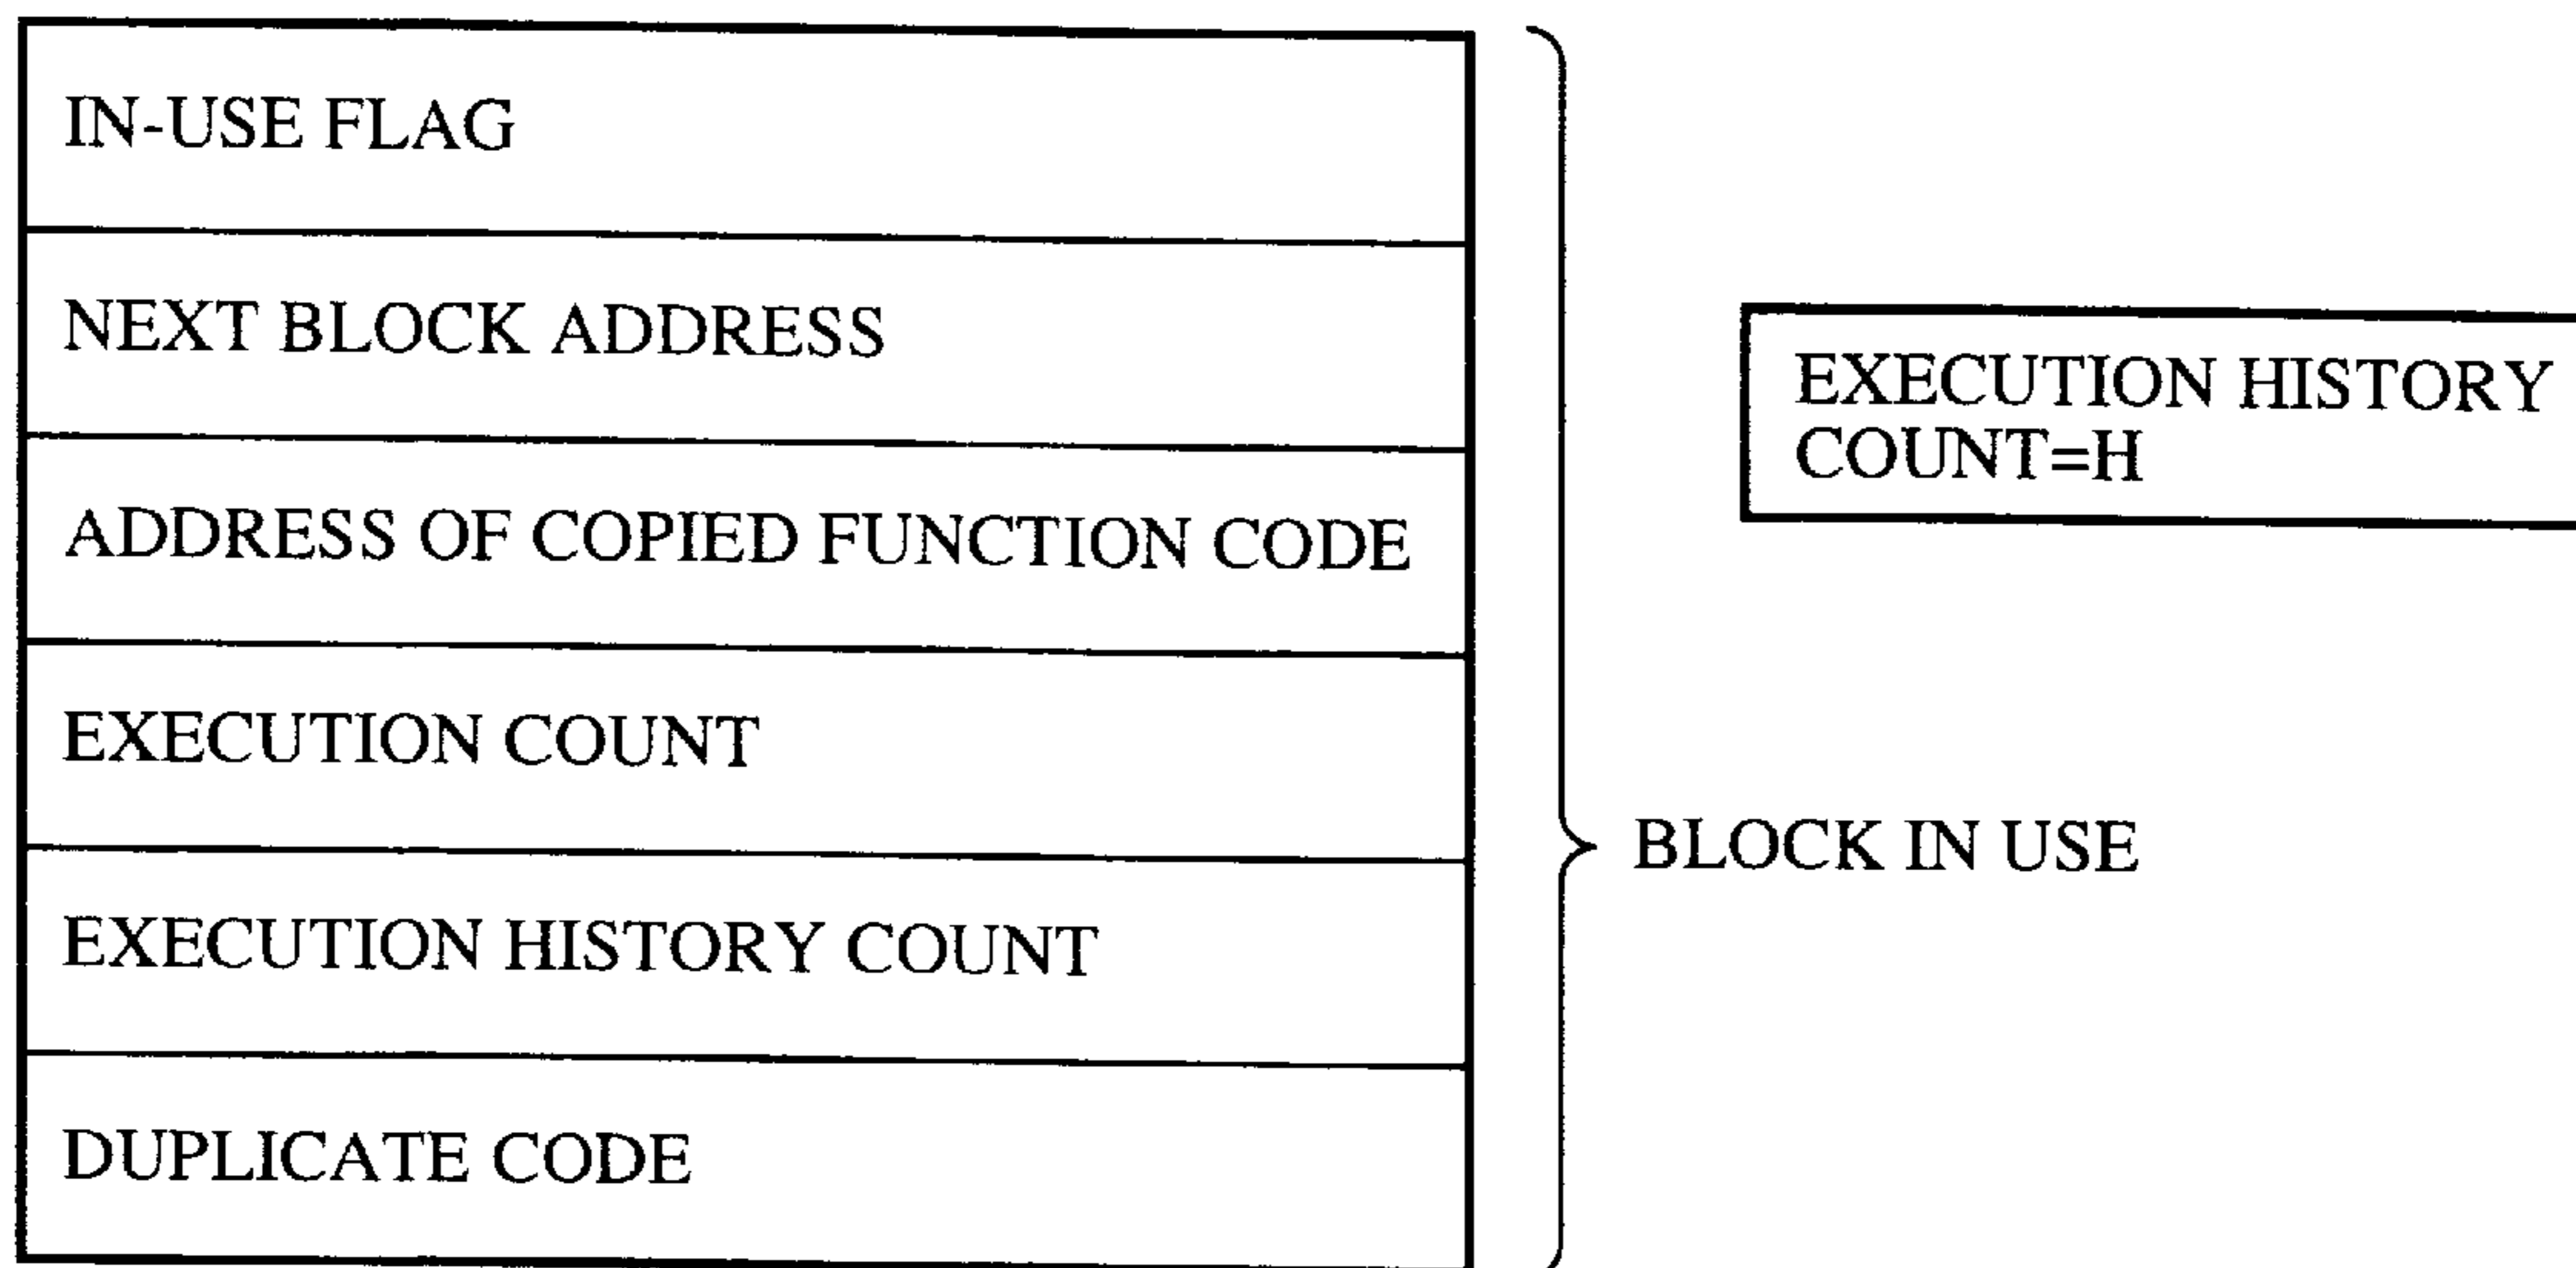 IN-USE FLAG
NEXT BLOCK ADDRESS
ADDRESS OF COPIED FUNCTION CODE
EXECUTION COUNT
EXECUTION HISTORY COUNT
DUPLICATE CODE
EXECUTION HISTORY
COUNT=H
BLOCK IN USE